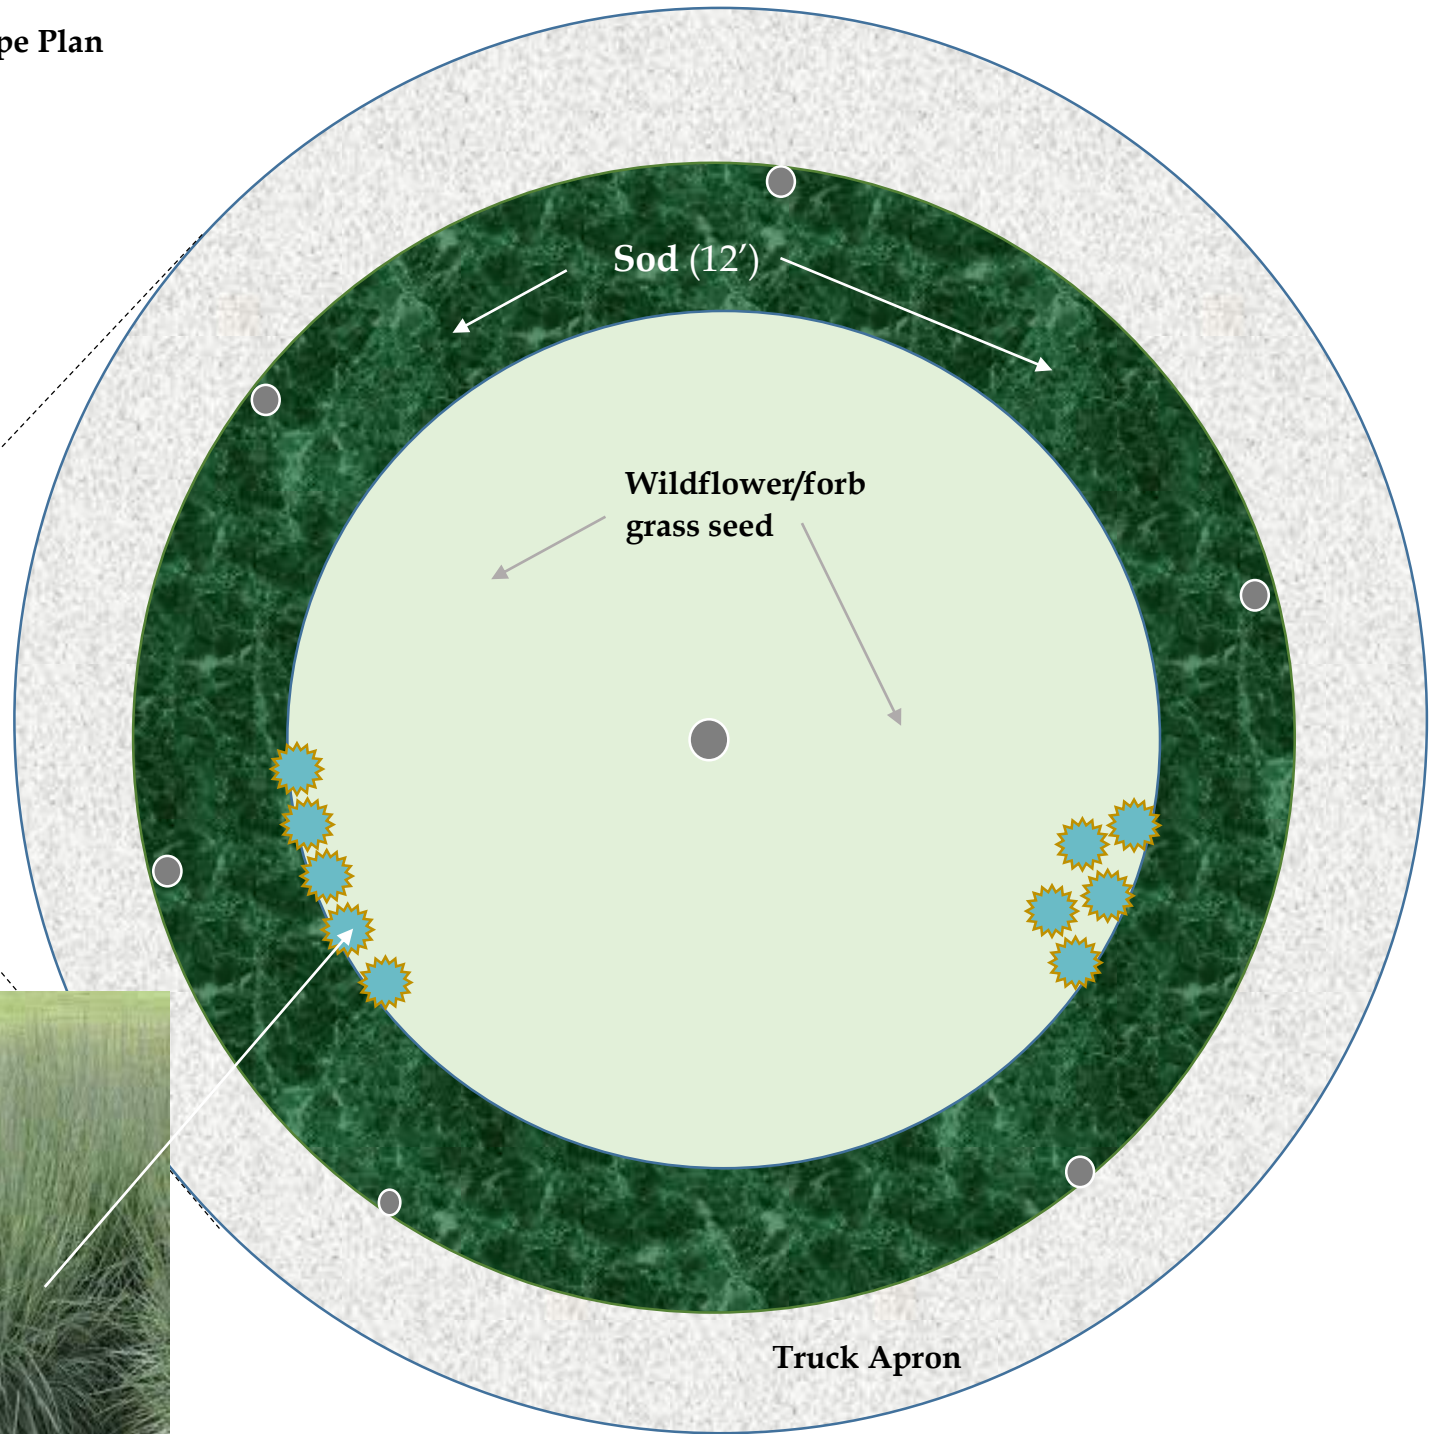 pe Plan
Sod (12′)
Wildflower/forb
grass seed
Truck Apron